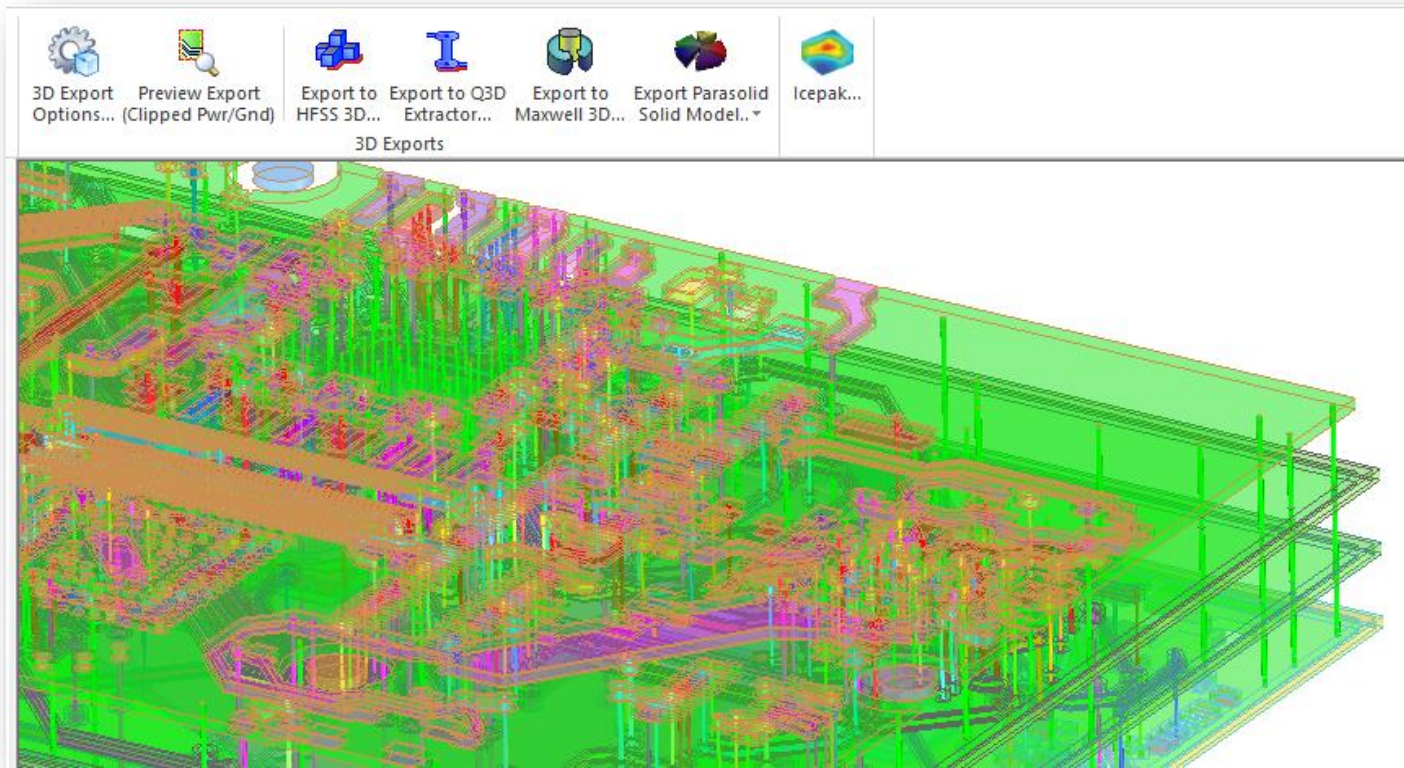 3D Export
Options...
Preview Export
(Clipped Pwr/Gnd)
Export to
HFSS 3D...
Export to Q3D
Extractor...
Export to
Maxwell 3D...
Export Parasolid
Solid Model..
Icepak...
3D Exports